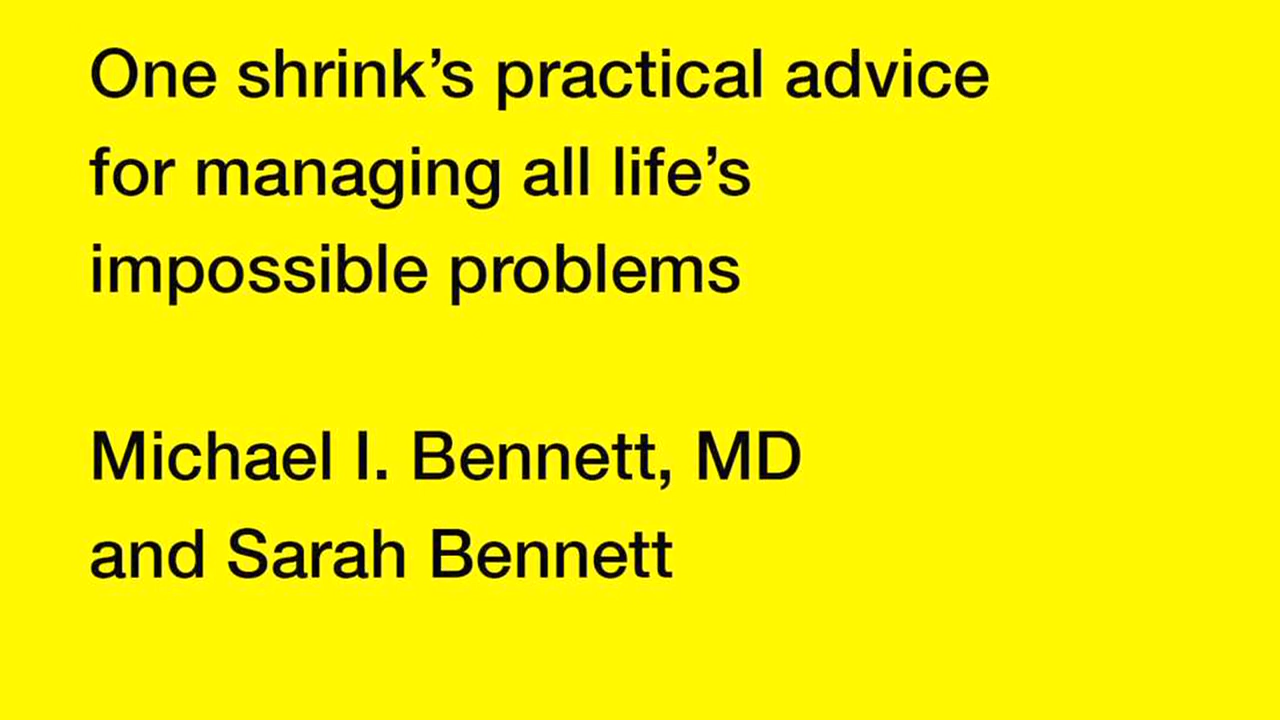 One shrink’s practical advice
for managing all life’s
impossible problems
Michael I. Bennett, MD
and Sarah Bennett